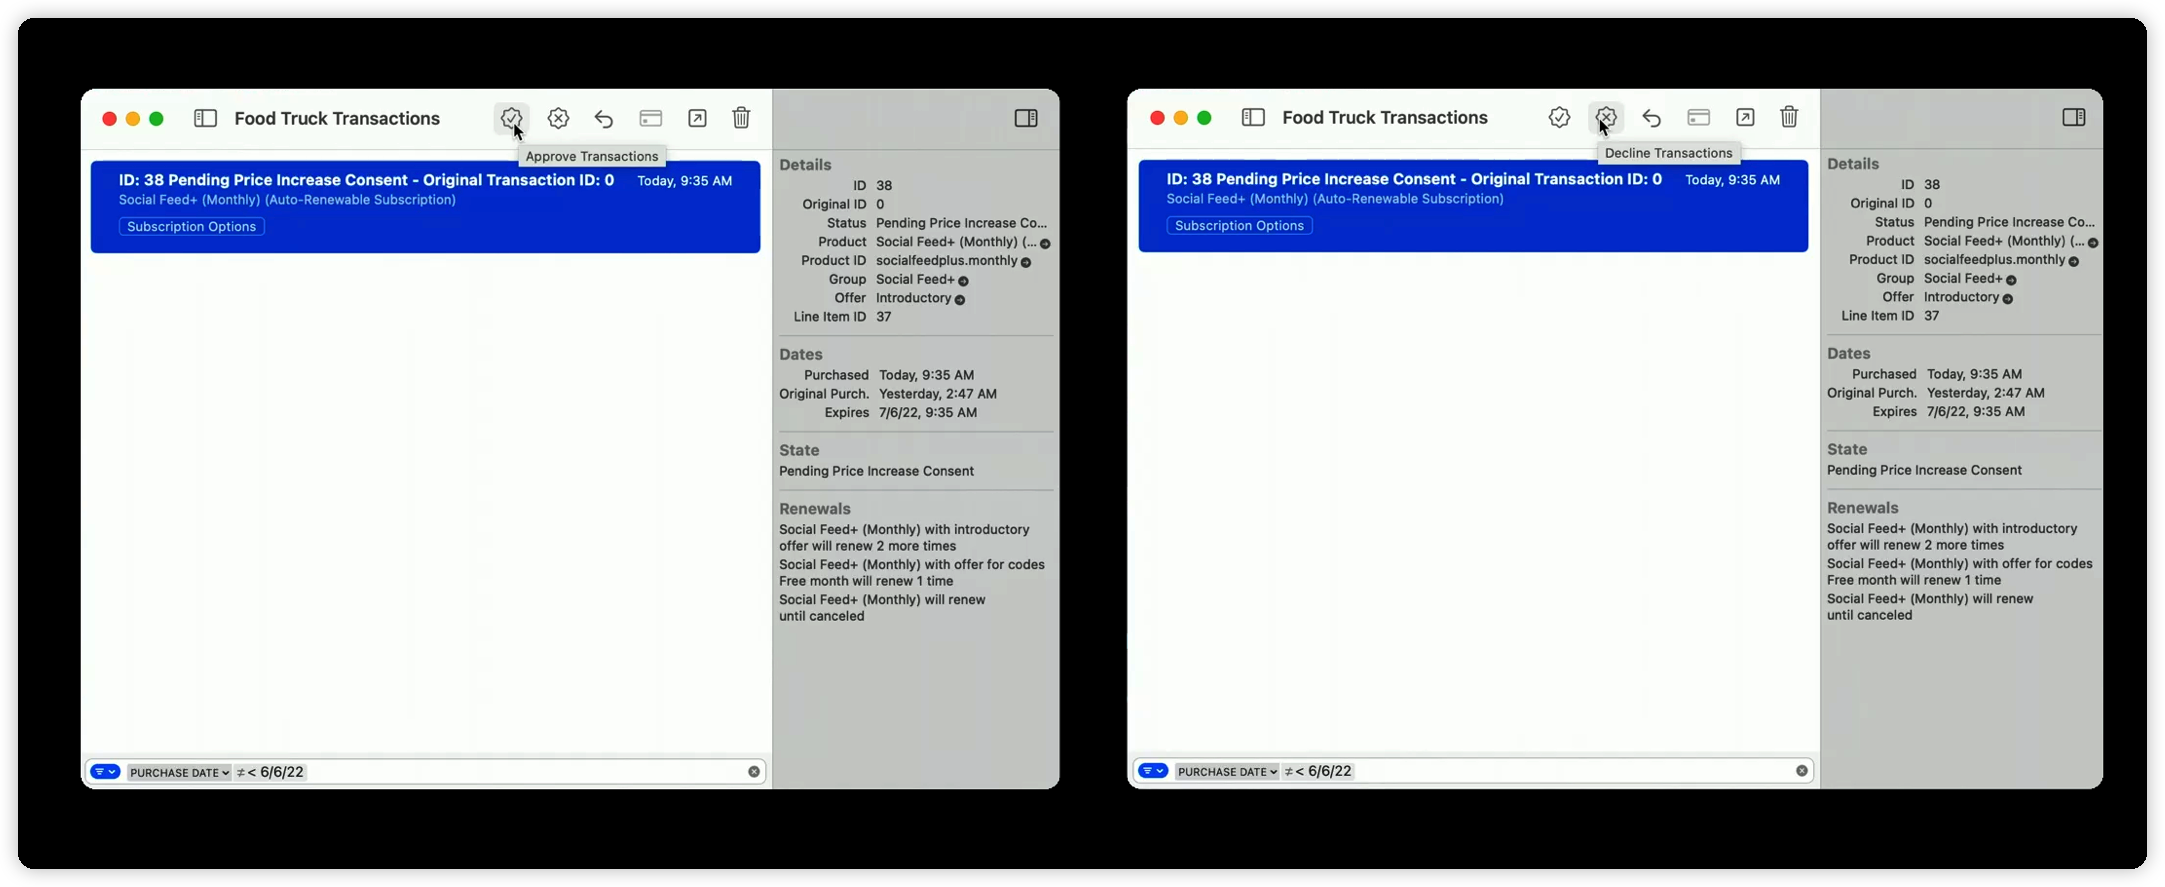 Food Truck Transactions
Approve Transactions
ID: 38 Pending Price Increase Consent - Original Transaction ID: 0 Today, 9:35 AM
Social Feed+ (Monthly) (Auto-Renewable Subscription)
Subscription Options
PURCHASE DATE ≠< 6/6/22
Details
ID 38
Original ID 0
Status Pending Price Increase Co...
Product Social Feed+ (Monthly) (...
Product ID socialfeedplus.monthly
Group Social Feed+
Offer Introductory
Line Item ID 37
Dates
Purchased Today, 9:35 AM
Original Purch. Yesterday, 2:47 AM
Expires 7/6/22, 9:35 AM
State
Pending Price Increase Consent
Renewals
Social Feed+ (Monthly) with introductory
offer will renew 2 more times
Social Feed+ (Monthly) with offer for codes
Free month will renew 1 time
Social Feed+ (Monthly) will renew
until canceled
Food Truck Transactions
Decline Transactions
ID: 38 Pending Price Increase Consent - Original Transaction ID: 0 Today, 9:35 AM
Social Feed+ (Monthly) (Auto-Renewable Subscription)
Subscription Options
PURCHASE DATE ≠< 6/6/22
Details
ID 38
Original ID 0
Status Pending Price Increase Co...
Product Social Feed+ (Monthly) (...
Product ID socialfeedplus.monthly
Group Social Feed+
Offer Introductory
Line Item ID 37
Dates
Purchased Today, 9:35 AM
Original Purch. Yesterday, 2:47 AM
Expires 7/6/22, 9:35 AM
State
Pending Price Increase Consent
Renewals
Social Feed+ (Monthly) with introductory
offer will renew 2 more times
Social Feed+ (Monthly) with offer for codes
Free month will renew 1 time
Social Feed+ (Monthly) will renew
until canceled